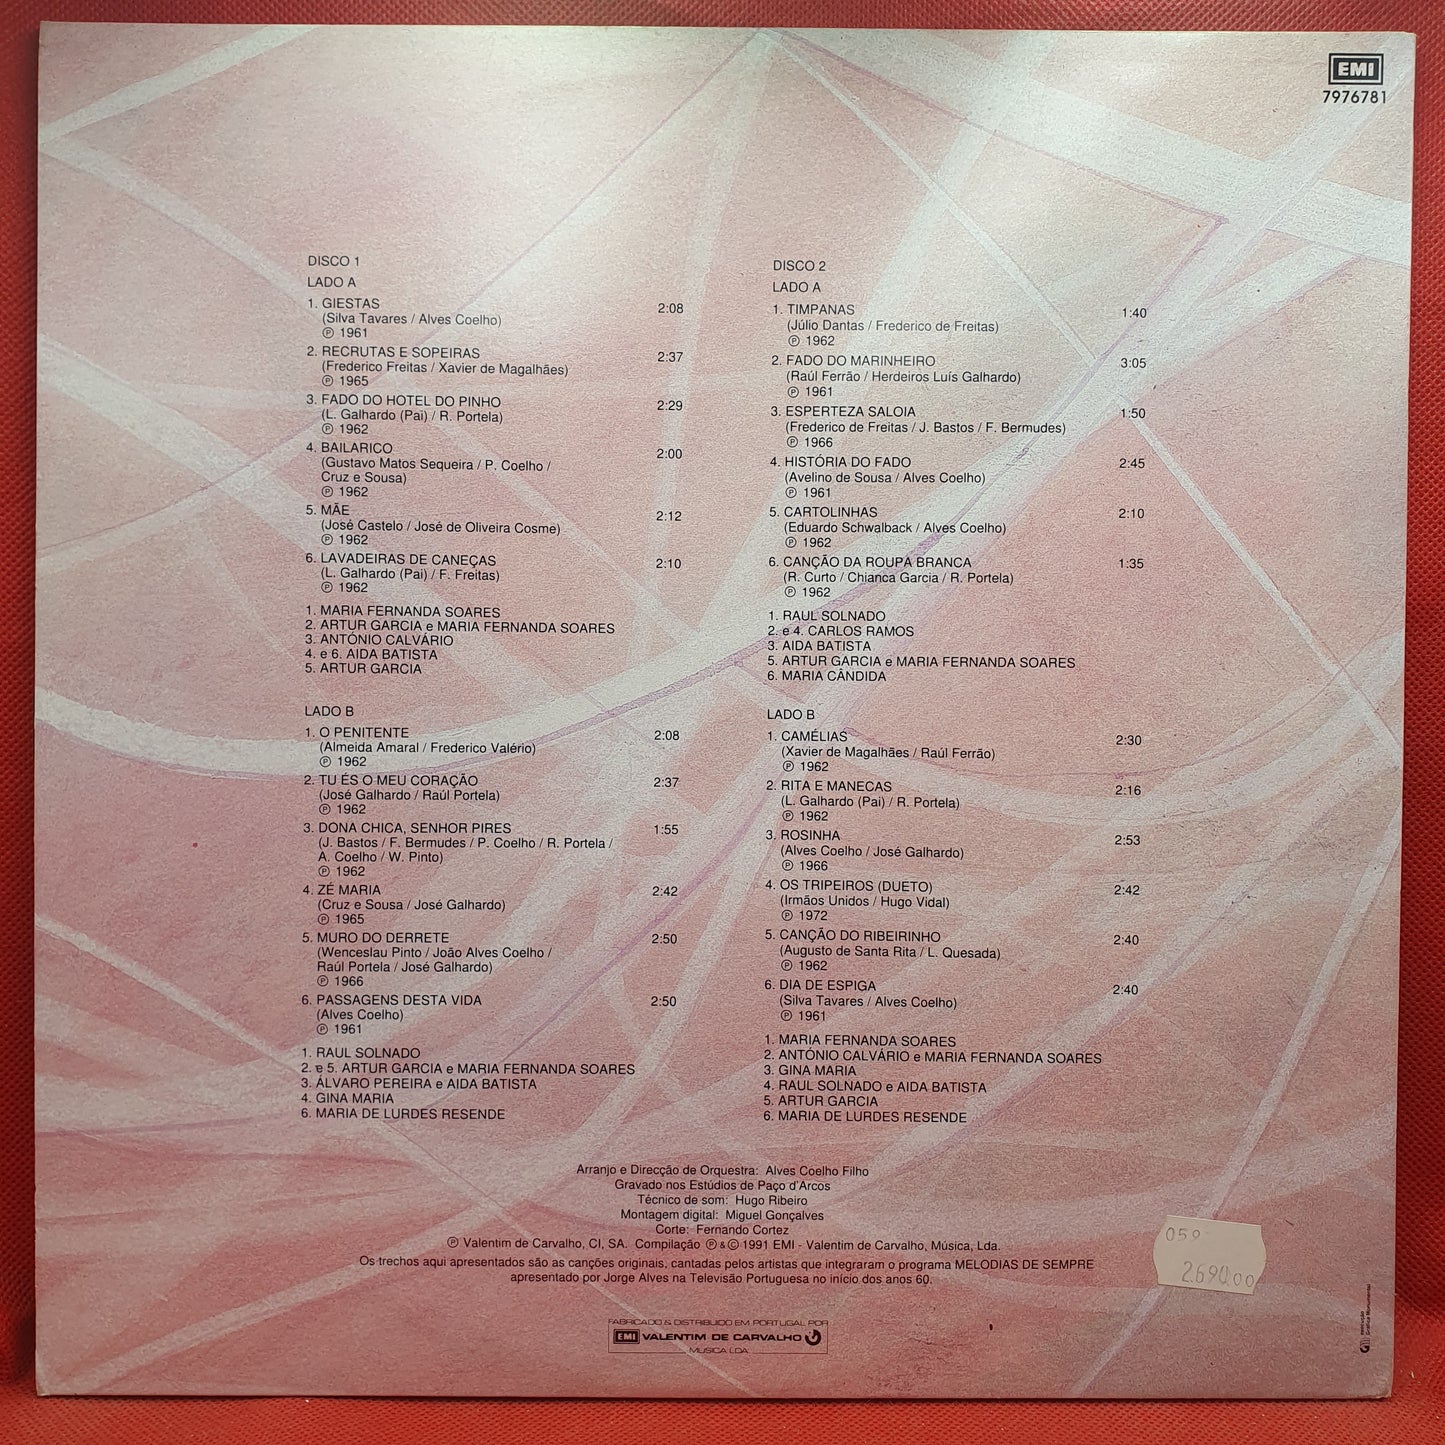 EMI
7976781
DISCO 1
LADO A
1. GIESTAS 2:08
(Silva Tavares / Alves Coelho)
℗ 1961
2. RECRUTAS E SOPEIRAS 2:37
(Frederico Freitas / Xavier de Magalhães)
℗ 1965
3. FADO DO HOTEL DO PINHO 2:29
(L. Galhardo (Pai) / R. Portela)
℗ 1962
4. BAILARICO 2:00
(Gustavo Matos Sequeira / P. Coelho /
Cruz e Sousa)
℗ 1962
5. MÃE 2:12
(José Castelo / José de Oliveira Cosme)
℗ 1962
6. LAVADEIRAS DE CANEÇAS 2:10
(L. Galhardo (Pai) / F. Freitas)
℗ 1962
1. MARIA FERNANDA SOARES
2. ARTUR GARCIA e MARIA FERNANDA SOARES
3. ANTÓNIO CALVÁRIO
4. e 6. AIDA BATISTA
5. ARTUR GARCIA
LADO B
1. O PENITENTE 2:08
(Almeida Amaral / Frederico Valério)
℗ 1962
2. TU ÉS O MEU CORAÇÃO 2:37
(José Galhardo / Raúl Portela)
℗ 1962
3. DONA CHICA, SENHOR PIRES 1:55
(J. Bastos / F. Bermudes / P. Coelho / R. Portela /
A. Coelho / W. Pinto)
℗ 1962
4. ZÉ MARIA 2:42
(Cruz e Sousa / José Galhardo)
℗ 1965
5. MURO DO DERRETE 2:50
(Wenceslau Pinto / João Alves Coelho /
Raúl Portela / José Galhardo)
℗ 1966
6. PASSAGENS DESTA VIDA 2:50
(Alves Coelho)
℗ 1961
1. RAUL SOLNADO
2. e 5. ARTUR GARCIA e MARIA FERNANDA SOARES
3. ÁLVARO PEREIRA e AIDA BATISTA
4. GINA MARIA
6. MARIA DE LURDES RESENDE
DISCO 2
LADO A
1. TIMPANAS 1:40
(Júlio Dantas / Frederico de Freitas)
℗ 1962
2. FADO DO MARINHEIRO 3:05
(Raúl Ferrão / Herdeiros Luís Galhardo)
℗ 1961
3. ESPERTEZA SALOIA 1:50
(Frederico de Freitas / J. Bastos / F. Bermudes)
℗ 1966
4. HISTÓRIA DO FADO 2:45
(Avelino de Sousa / Alves Coelho)
℗ 1961
5. CARTOLINHAS 2:10
(Eduardo Schwalback / Alves Coelho)
℗ 1962
6. CANÇÃO DA ROUPA BRANCA 1:35
(R. Curto / Chianca Garcia / R. Portela)
℗ 1962
1. RAUL SOLNADO
2. e 4. CARLOS RAMOS
3. AIDA BATISTA
5. ARTUR GARCIA e MARIA FERNANDA SOARES
6. MARIA CÂNDIDA
LADO B
1. CAMÉLIAS 2:30
(Xavier de Magalhães / Raúl Ferrão)
℗ 1962
2. RITA E MANECAS 2:16
(L. Galhardo (Pai) / R. Portela)
℗ 1962
3. ROSINHA 2:53
(Alves Coelho / José Galhardo)
℗ 1966
4. OS TRIPEIROS (DUETO) 2:42
(Irmãos Unidos / Hugo Vidal)
℗ 1972
5. CANÇÃO DO RIBEIRINHO 2:40
(Augusto de Santa Rita / L. Quesada)
℗ 1962
6. DIA DE ESPIGA 2:40
(Silva Tavares / Alves Coelho)
℗ 1961
1. MARIA FERNANDA SOARES
2. ANTÓNIO CALVÁRIO e MARIA FERNANDA SOARES
3. GINA MARIA
4. RAUL SOLNADO e AIDA BATISTA
5. ARTUR GARCIA
6. MARIA DE LURDES RESENDE
Arranjo e Direcção de Orquestra: Alves Coelho Filho
Gravado nos Estúdios de Paço d'Arcos
Técnico de som: Hugo Ribeiro
Montagem digital: Miguel Gonçalves
Corte: Fernando Cortez
℗ Valentim de Carvalho, CI, SA. Compilação ℗ & © 1991 EMI - Valentim de Carvalho, Música, Lda.
Os trechos aqui apresentados são as canções originais, cantadas pelos artistas que integraram o programa MELODIAS DE SEMPRE
apresentado por Jorge Alves na Televisão Portuguesa no início dos anos 60.
059
2.690,00
FABRICADO & DISTRIBUIDO EM PORTUGAL POR
EMI VALENTIM DE CARVALHO
MUSICA LDA
execução
Gráfica Monumental